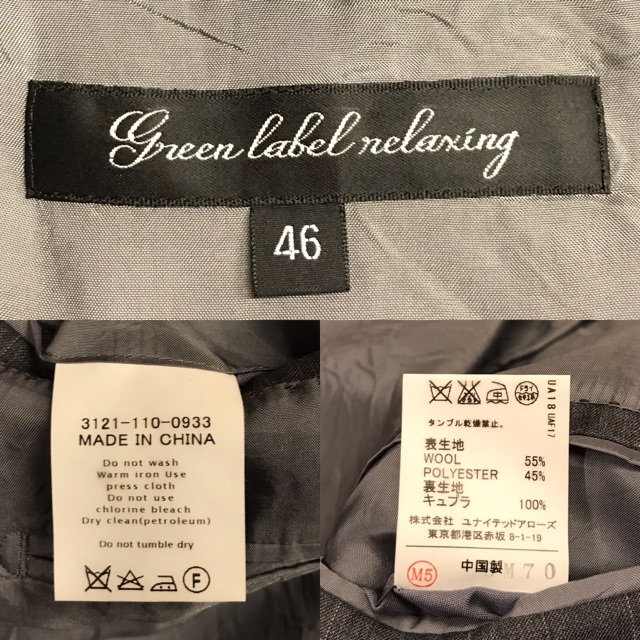 Green label relaxing
46
3121-110-0933
MADE IN CHINA
Do not wash
Warm iron Use
press cloth
Do not use
chlorine bleach
Dry clean(petroleum)
Do not tumble dry
F
UA18 UAF17
タンブル乾燥禁止。
表生地
WOOL 55%
POLYESTER 45%
裏生地
キュプラ 100%
株式会社 ユナイテッドアローズ
東京都港区赤坂 8-1-19
M5 中国製 M70